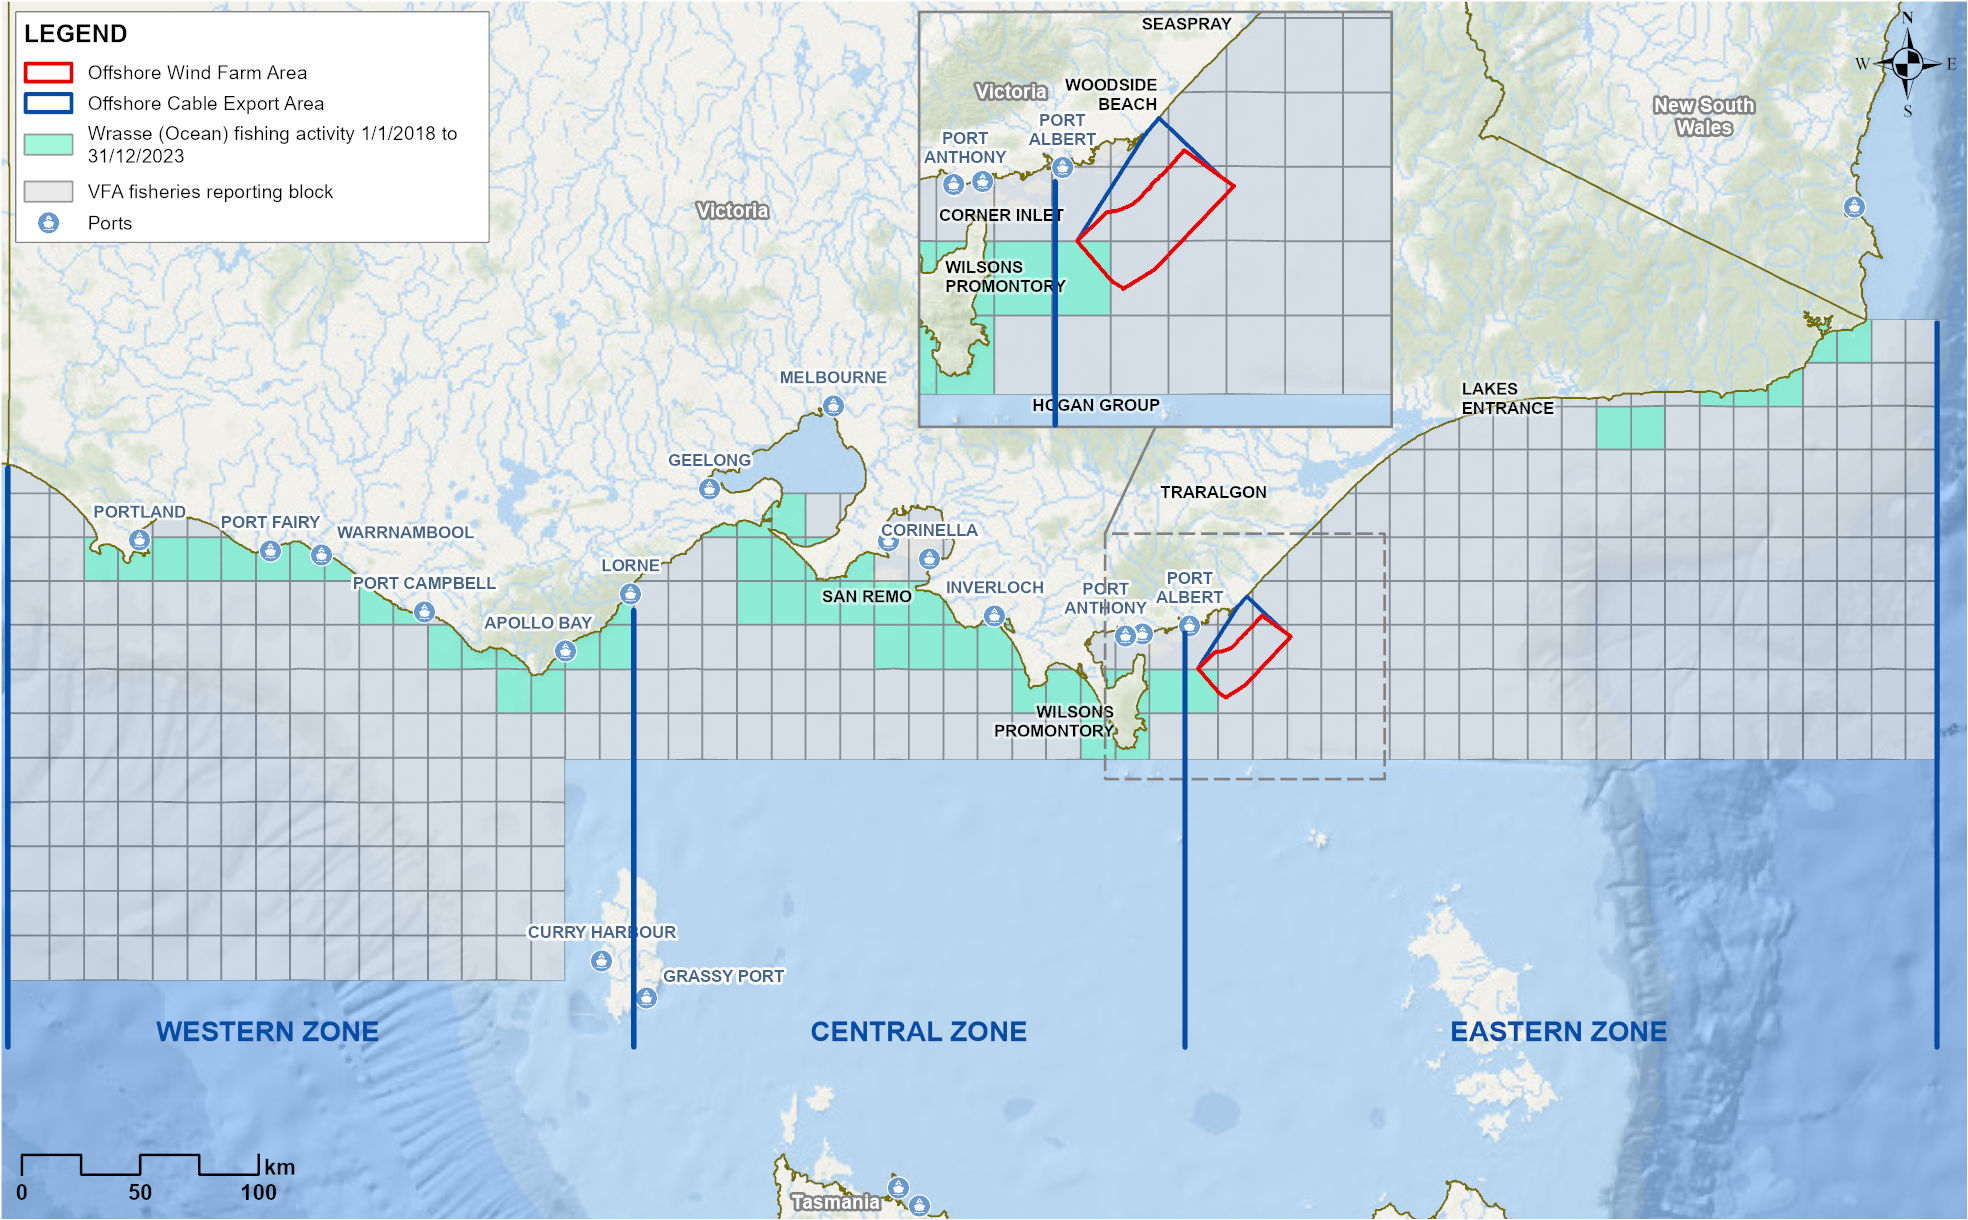 LEGEND
Offshore Wind Farm Area
Offshore Cable Export Area
Wrasse (Ocean) fishing activity 1/1/2018 to
31/12/2023
VFA fisheries reporting block
Ports
SEASPRAY
WOODSIDE
BEACH
Victoria
PORT
ALBERT
PORT
ANTHONY
CORNER INLET
WILSONS
PROMONTORY
HOGAN GROUP
N
W
E
S
New South
Wales
Victoria
MELBOURNE
GEELONG
LAKES
ENTRANCE
TRARALGON
PORTLAND
PORT FAIRY
WARRNAMBOOL
CORINELLA
PORT CAMPBELL
LORNE
SAN REMO
INVERLOCH
PORT
ANTHONY
PORT
ALBERT
APOLLO BAY
WILSONS
PROMONTORY
CURRY HARBOUR
GRASSY PORT
WESTERN ZONE
CENTRAL ZONE
EASTERN ZONE
km
0
50
100
Tasmania